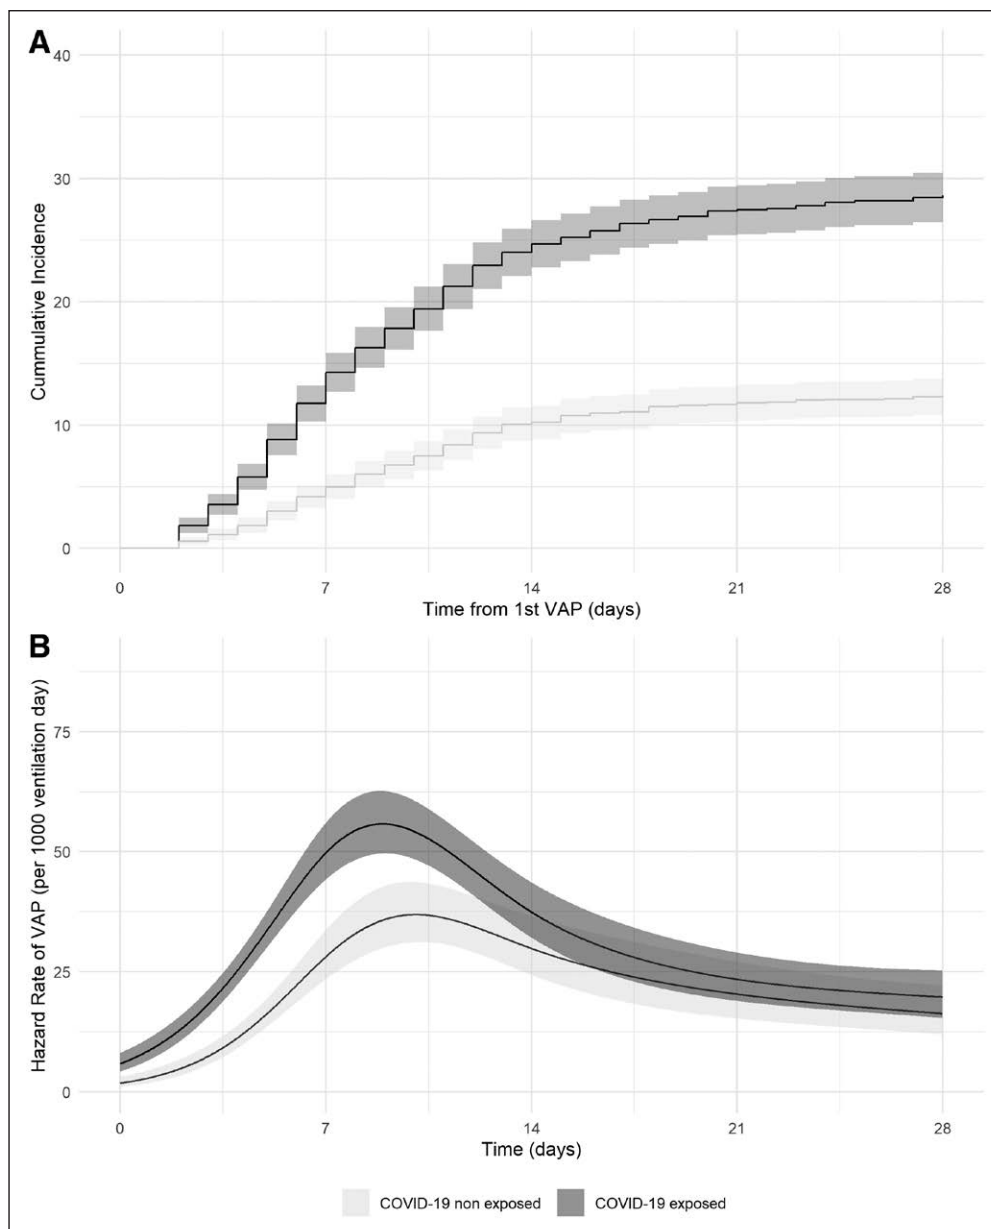 A
40
30
20
10
0
Cummulative Incidence
0 7 14 21 28
Time from 1st VAP (days)
B
75
50
25
0
Hazard Rate of VAP (per 1000 ventilation day)
0 7 14 21 28
Time (days)
COVID-19 non exposed COVID-19 exposed